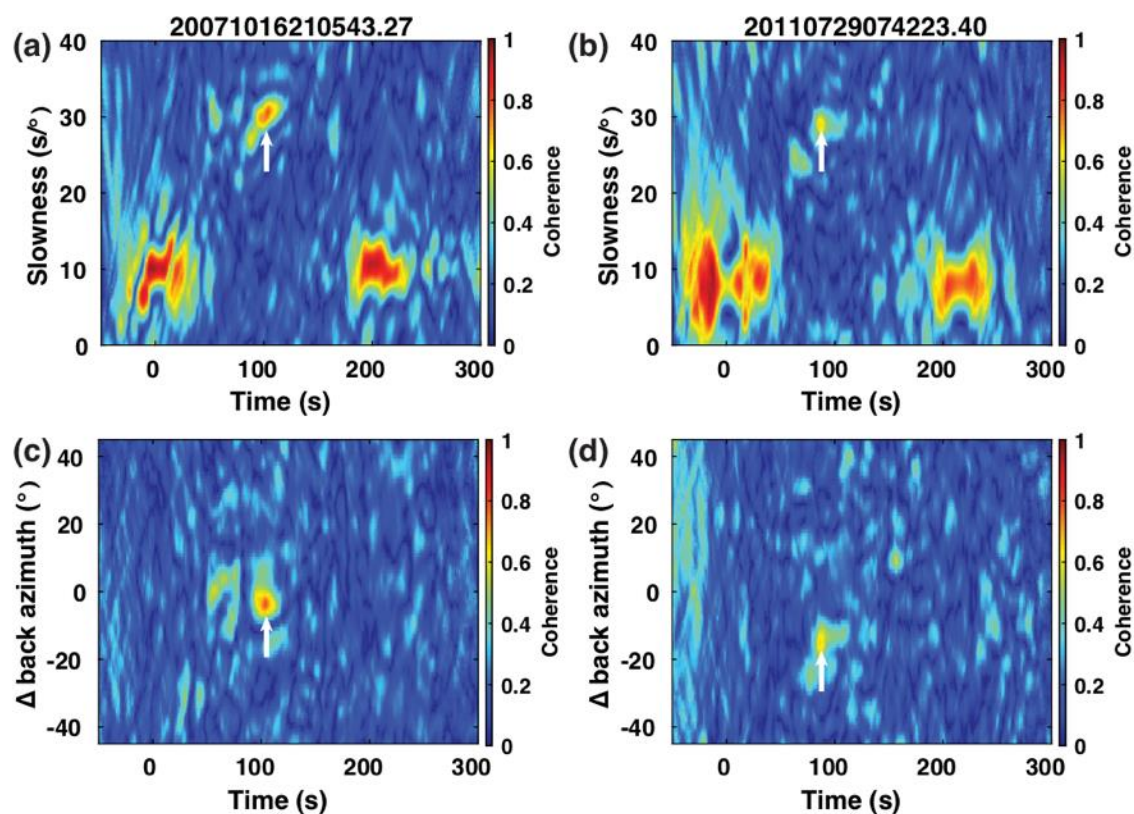 (a) 20071016210543.27
40
30
20
10
0
Slowness (s/°)
0 100 200 300
Time (s)
1
0.8
0.6
0.4
0.2
0
Coherence
(b) 20110729074223.40
40
30
20
10
0
Slowness (s/°)
0 100 200 300
Time (s)
1
0.8
0.6
0.4
0.2
0
Coherence
(c)
40
20
0
-20
-40
Δ back azimuth (°)
0 100 200 300
Time (s)
1
0.8
0.6
0.4
0.2
0
Coherence
(d)
40
20
0
-20
-40
Δ back azimuth (°)
0 100 200 300
Time (s)
1
0.8
0.6
0.4
0.2
0
Coherence